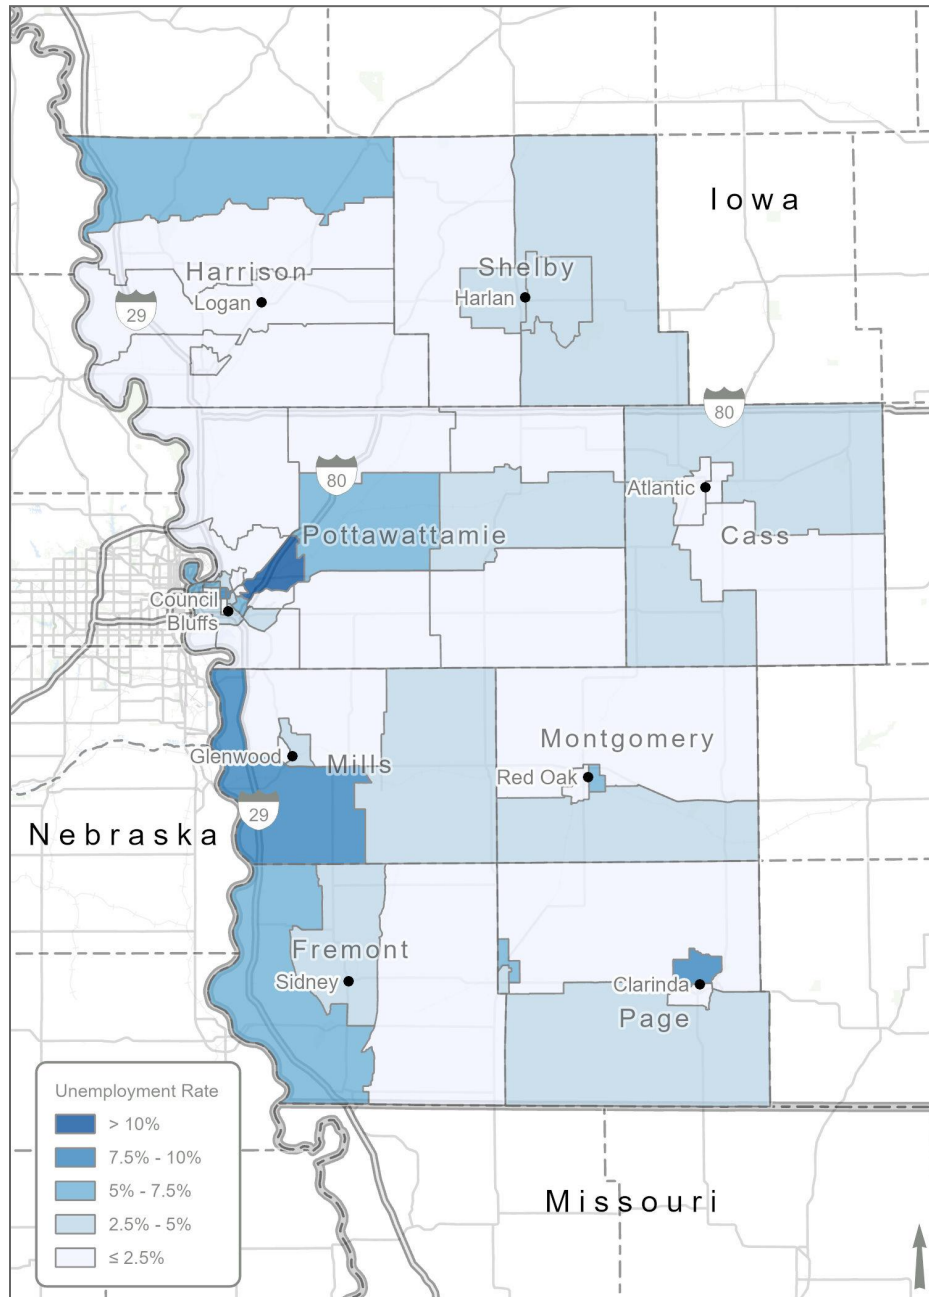 Iowa
Harrison
Shelby
Logan
Harlan
29
80
80
Atlantic
Pottawattamie
Cass
Council
Bluffs
Montgomery
Glenwood
Mills
Red Oak
29
Nebraska
Fremont
Sidney
Clarinda
Page
Unemployment Rate
> 10%
7.5% - 10%
5% - 7.5%
2.5% - 5%
≤ 2.5%
Missouri